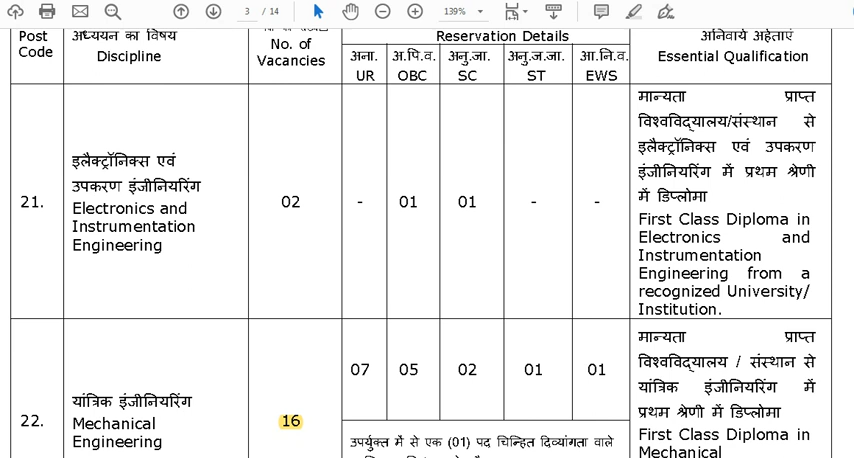 3 / 14
139%
Post Code
अध्ययन का विषय
Discipline
No. of
Vacancies
Reservation Details
अना.
UR
अ.पि.व.
OBC
अनु.जा.
SC
अनु.ज.जा.
ST
आ.नि.व.
EWS
अनिवार्य अर्हताएं
Essential Qualification
21.
इलैक्ट्रॉनिक्स एवं
उपकरण इंजीनियरिंग
Electronics and
Instrumentation
Engineering
02
-
01
01
-
-
मान्यता प्राप्त
विश्वविद्यालय/संस्थान से
इलैक्ट्रॉनिक्स एवं उपकरण
इंजीनियरिंग में प्रथम श्रेणी
में डिप्लोमा
First Class Diploma in
Electronics and
Instrumentation
Engineering from a
recognized University/
Institution.
22.
यांत्रिक इंजीनियरिंग
Mechanical
Engineering
16
07
05
02
01
01
उपर्युक्त में से एक (01) पद चिन्हित दिव्यांगता वाले
मान्यता प्राप्त
विश्वविद्यालय / संस्थान से
यांत्रिक इंजीनियरिंग में
प्रथम श्रेणी में डिप्लोमा
First Class Diploma in
Mechanical